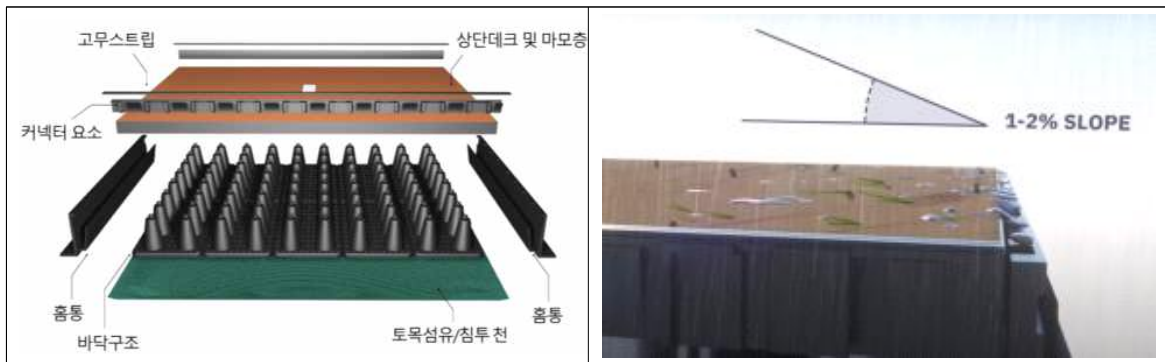 고무스트립
상단데크 및 마모층
커넥터 요소
홈통
바닥구조
토목섬유/침투 천
홈통
1-2% SLOPE